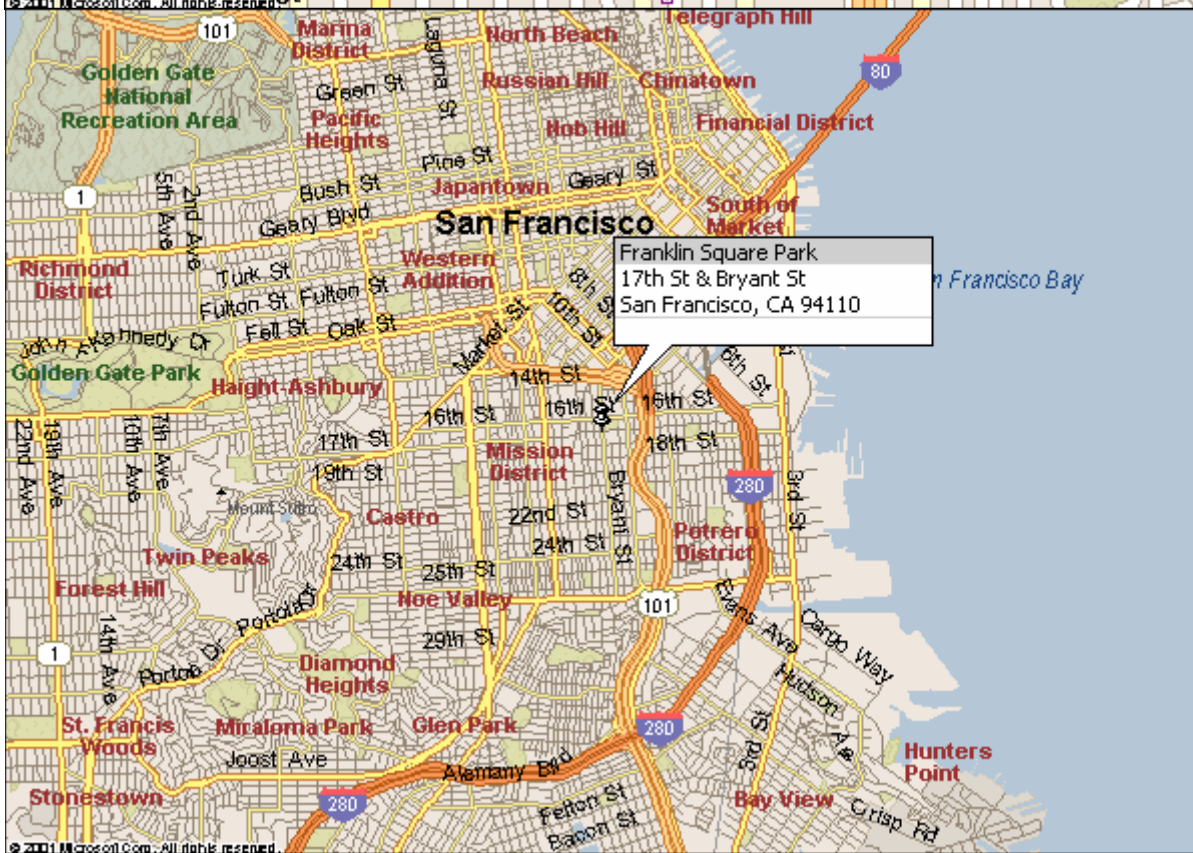 © 2001 Microsoft Corp. All rights reserved.
Telegraph Hill
101
Marina
District
Laguna St
North Beach
Golden Gate
National
Recreation Area
Green St
Russian Hill
Chinatown
80
Pacific
Heights
Nob Hill
Financial District
Pine St
5th Ave
2nd Ave
Bush St
Japantown
Geary St
1
Geary Blvd
San Francisco
South of
Market
Richmond
District
Turk St
Western
Addition
8th St
Franklin Square Park
17th St & Bryant St
San Francisco, CA 94110
n Francisco Bay
Fulton St
Fulton St
10th St
John F Kennedy Dr
Fell St
Oak St
Market St
6th St
Golden Gate Park
Haight-Ashbury
14th St
16th St
16th St
22nd Ave
19th Ave
10th Ave
7th Ave
17th St
18th St
Mission
District
19th St
280
3rd St
Mount Sutro
Castro
22nd St
Bryant St
Potrero
District
Twin Peaks
24th St
24th St
25th St
Forest Hill
Noe Valley
101
Evans Ave
Cargo Way
Portola Dr
14th Ave
1
29th St
Portola Dr
Diamond
Heights
Hudson Ave
St. Francis
Woods
Miraloma Park
Glen Park
280
3rd St
Hunters
Point
Joost Ave
Alemany Blvd
Stonestown
280
Felton St
Bay View
Crisp Rd
Bacon St
© 2001 Microsoft Corp. All rights reserved.